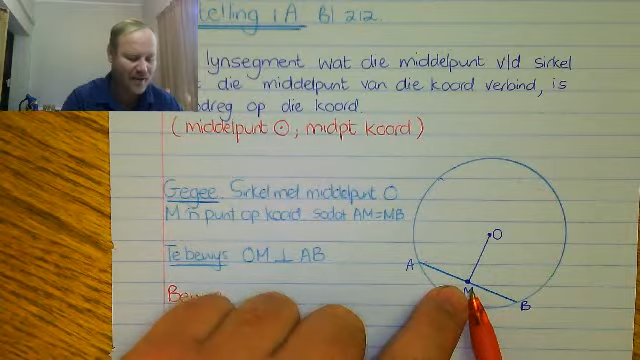 telling 1A Bl 212.
lynsegment wat die middelpunt v/d sirkel
die middelpunt van die koord verbind, is
op die koord.
(middelpunt ⊙, midpt koord)
Gegee Sirkel met middelpunt O
M ñ punt op koord sodat AM=MB
Te bewys OM ⊥ AB
O
A
M
B